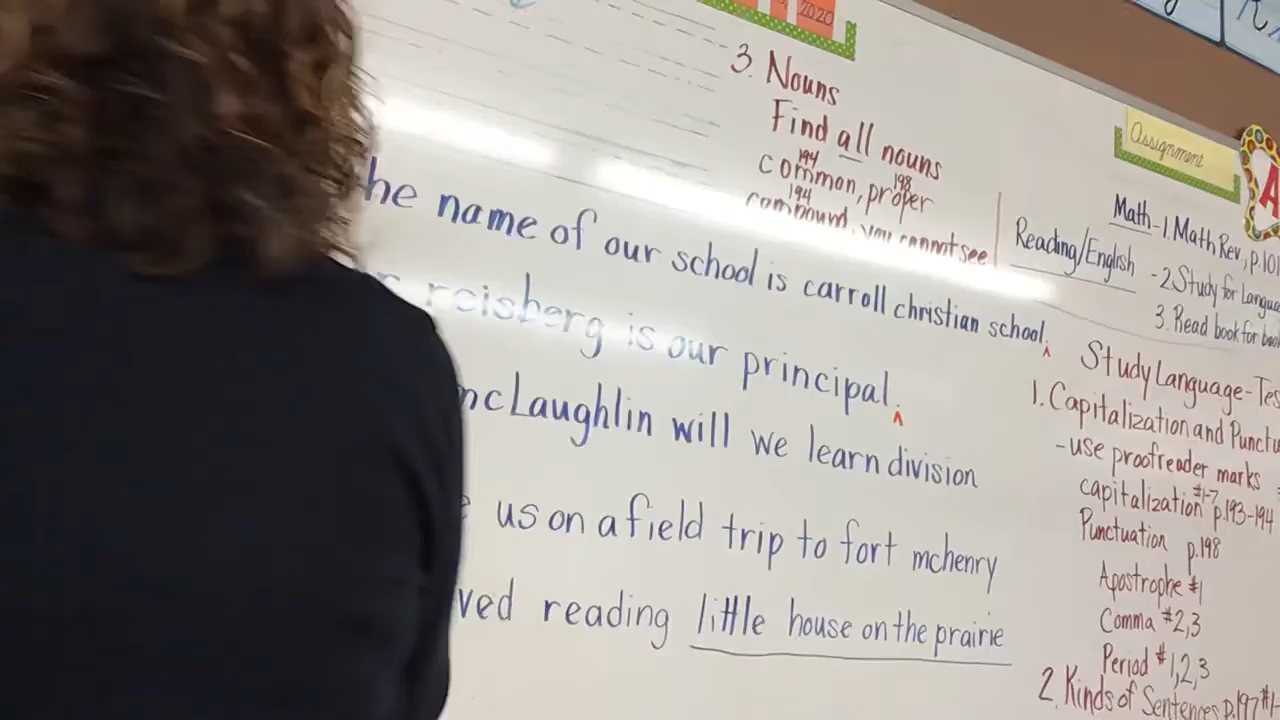 2020
3. Nouns
Find all nouns
194 198
common, proper
194
compound, you cannot see
he name of our school is carroll christian school.
reisberg is our principal.
mcLaughlin will we learn division
us on a field trip to fort mchenry
ved reading little house on the prairie
Assignment
A
Reading/English
Math - 1. Math Rev., p. 101
- 2. Study for Langua
3. Read book for boo
Study Language - Tes
1. Capitalization and Punctu
- use proofreader marks
capitalization #1-7 p. 193-194
Punctuation p. 198
Apostrophe #1
Comma #2,3
Period #1,2,3
2. Kinds of Sentences p. 197 #1-